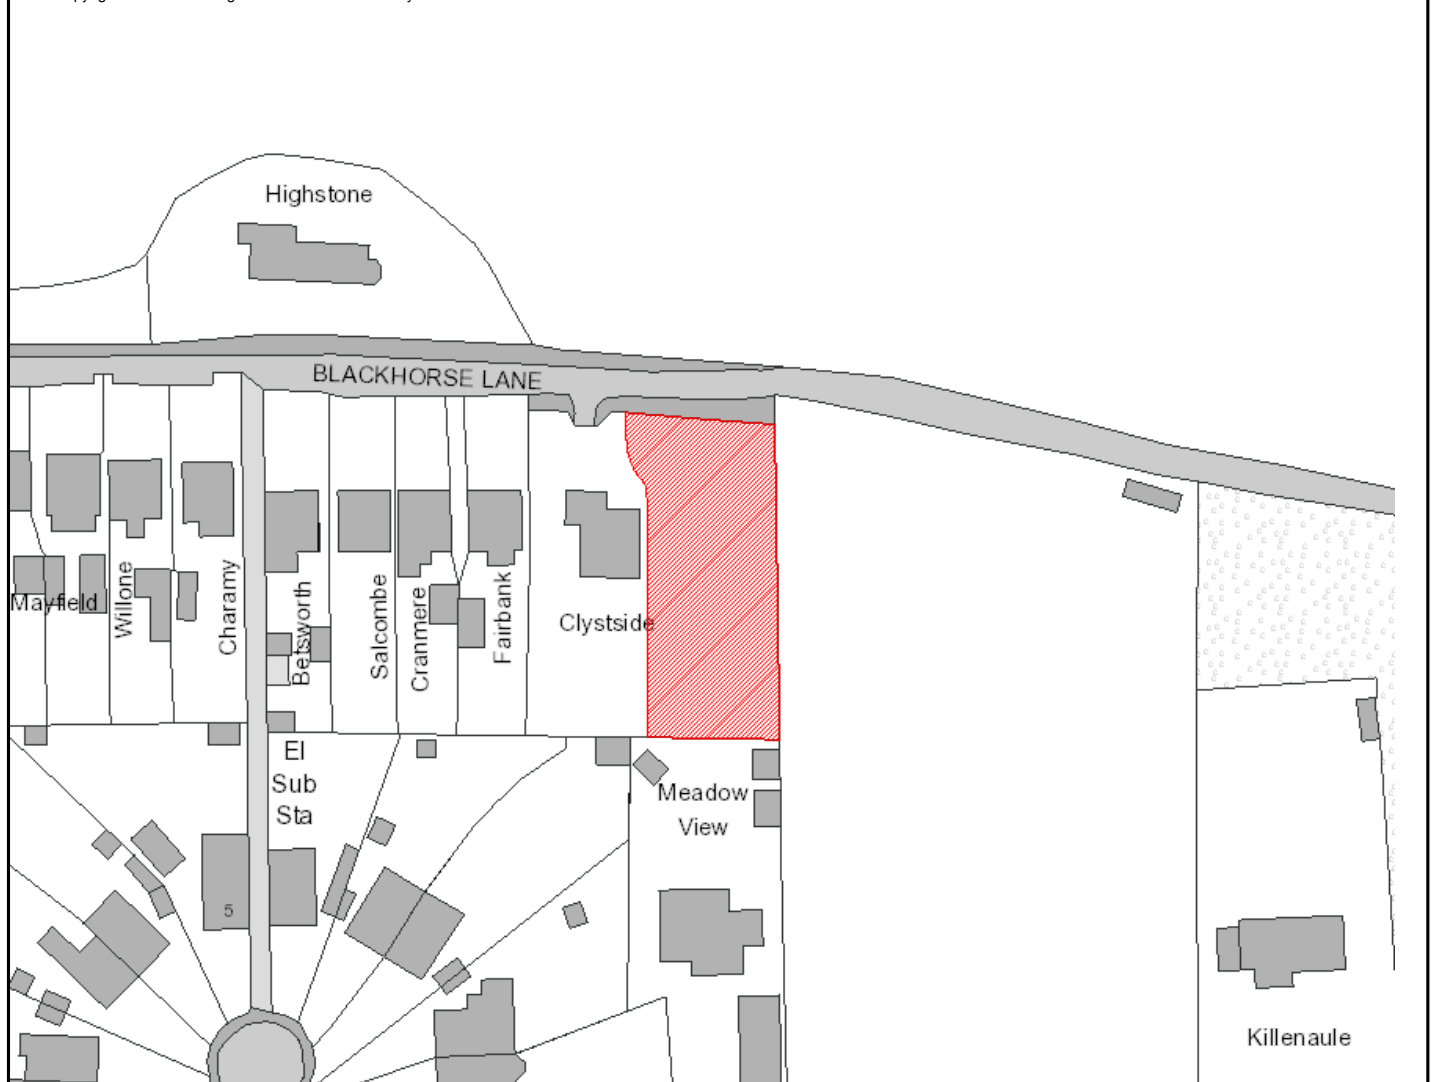 Highstone
BLACKHORSE LANE
Mayfield
Willone
Charamy
Betsworth
Salcombe
Cranmere
Fairbank
Clystside
El
Sub
Sta
Meadow
View
5
Killenaule